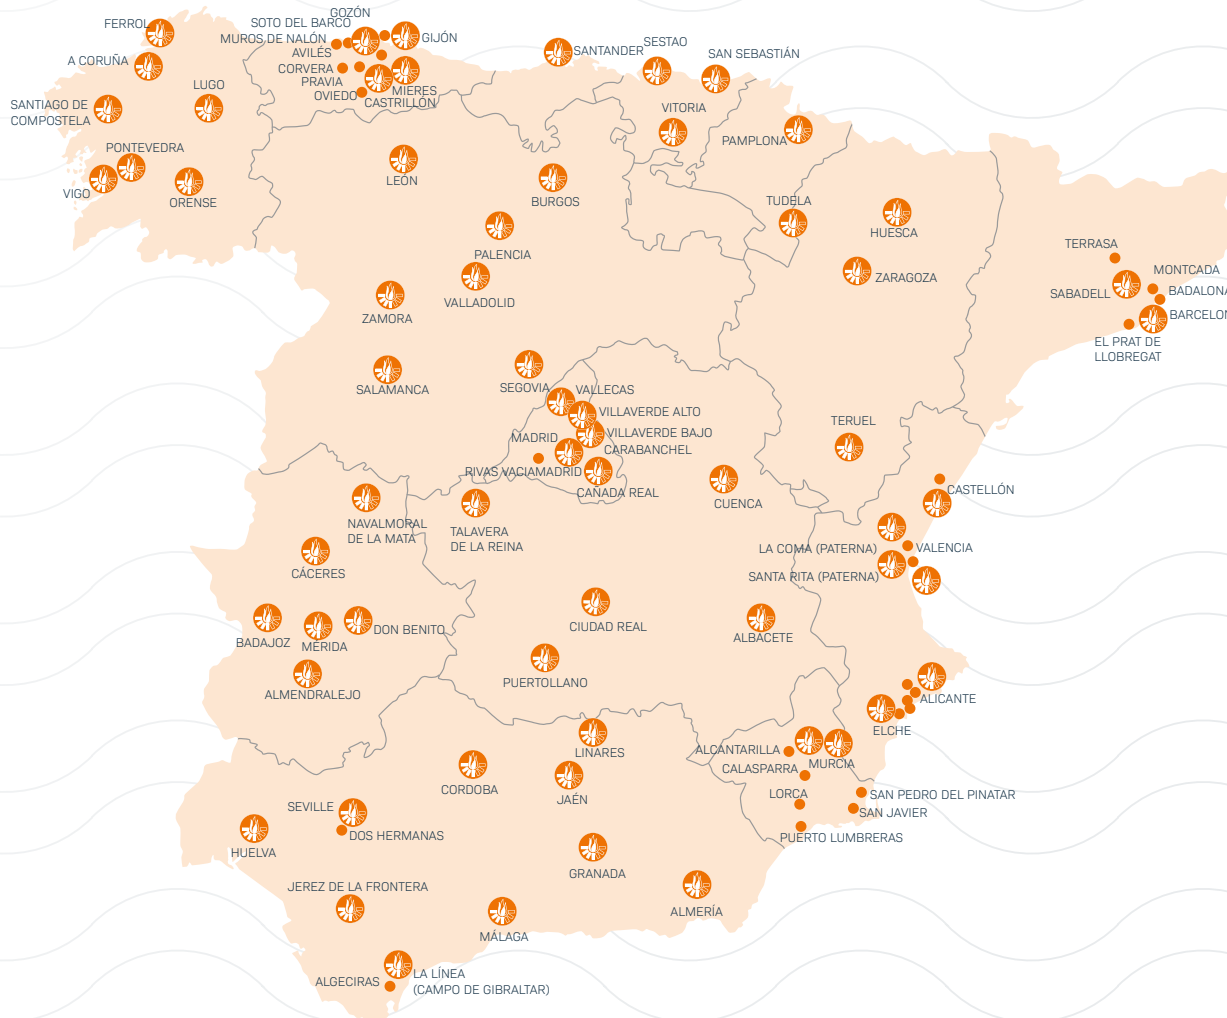 GOZÓN
FERROL
SOTO DEL BARCO
MUROS DE NALÓN
GIJÓN
AVILÉS
SANTANDER
SESTAO
SAN SEBASTIÁN
A CORUÑA
CORVERA
PRAVIA
MIERES
OVIEDO
CASTRILLÓN
LUGO
SANTIAGO DE
COMPOSTELA
VITORIA
PAMPLONA
PONTEVEDRA
VIGO
ORENSE
LEÓN
BURGOS
TUDELA
HUESCA
PALENCIA
TERRASA
MONTCADA
ZARAGOZA
SABADELL
BADALONA
VALLADOLID
ZAMORA
BARCELON
EL PRAT DE
LLOBREGAT
SALAMANCA
SEGOVIA
VALLECAS
VILLAVERDE ALTO
TERUEL
MADRID
VILLAVERDE BAJO
CARABANCHEL
RIVAS VACIAMADRID
CANADA REAL
CUENCA
CASTELLÓN
NAVALMORAL
DE LA MATA
TALAVERA
DE LA REINA
LA COMA (PATERNA)
VALENCIA
CÁCERES
SANTA RITA (PATERNA)
CIUDAD REAL
ALBACETE
BADAJOZ
MÉRIDA
DON BENITO
PUERTOLLANO
ALMENDRALEJO
ALICANTE
ELCHE
LINARES
ALCANTARILLA
MURCIA
CALASPARRA
CORDOBA
JAÉN
LORCA
SAN PEDRO DEL PINATAR
SEVILLE
SAN JAVIER
DOS HERMANAS
PUERTO LUMBRERAS
HUELVA
GRANADA
JEREZ DE LA FRONTERA
ALMERÍA
MÁLAGA
ALGECIRAS
LA LÍNEA
(CAMPO DE GIBRALTAR)